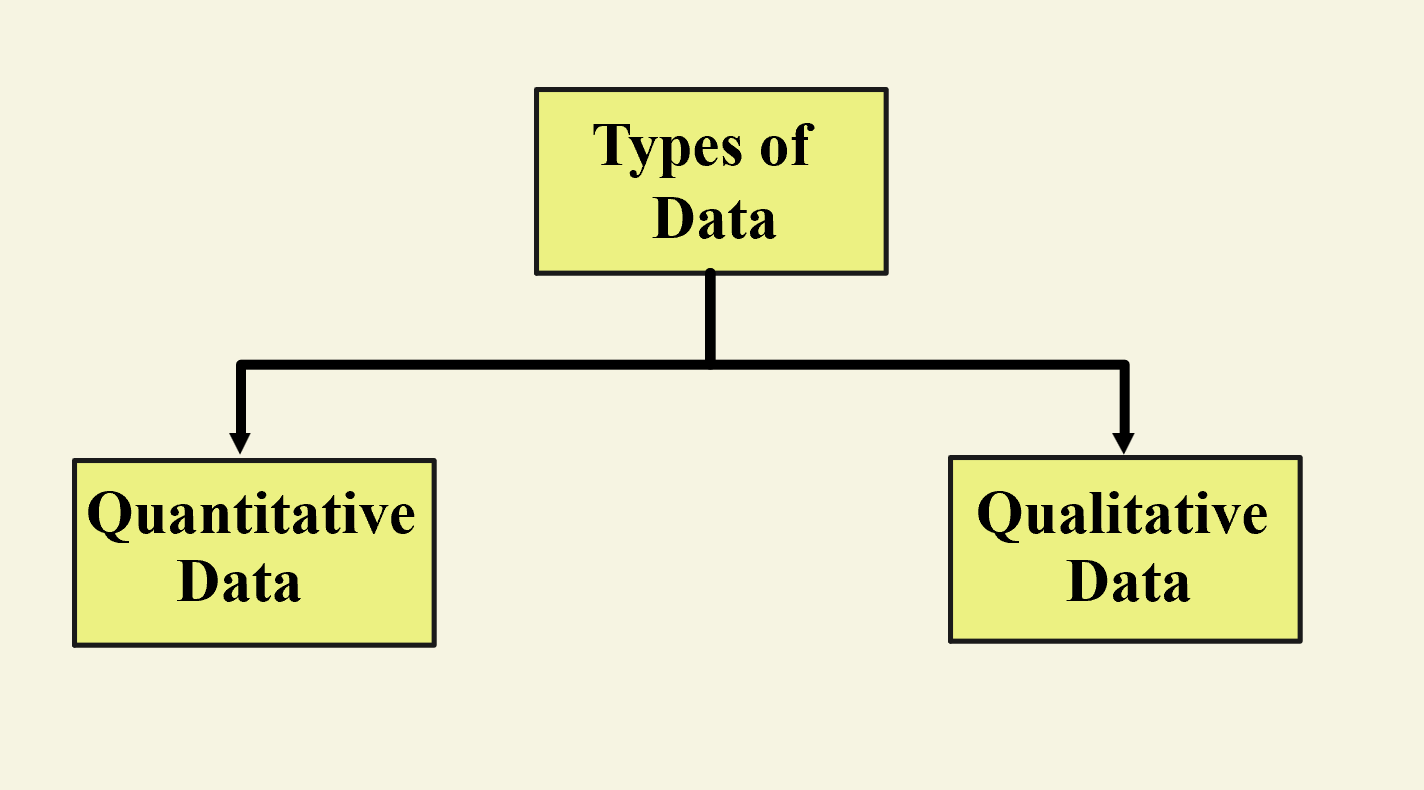 Types of
Data
Quantitative
Data
Qualitative
Data